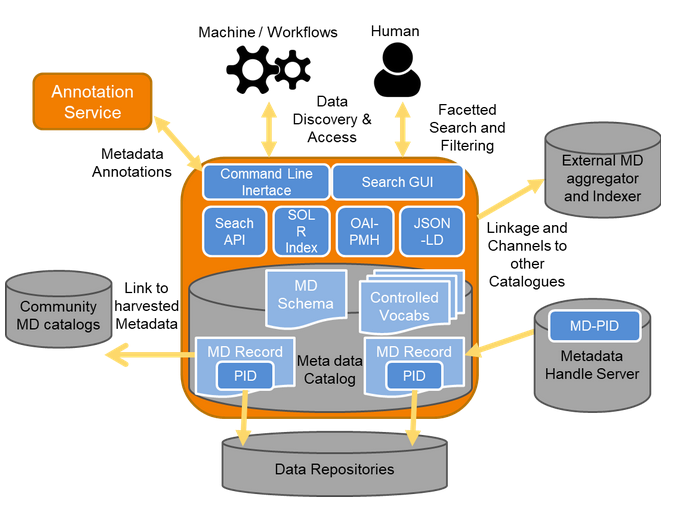 Machine / Workflows
Human
Annotation
Service
Data
Discovery &
Access
Facetted
Search and
Filtering
Metadata
Annotations
External MD
aggregator
and Indexer
Command Line
Inertace
Search GUI
Seach
API
SOL
R
Index
OAI-
PMH
JSON
-LD
Linkage and
Channels to
other
Catalogues
MD
Schema
Controlled
Vocabs
Community
MD catalogs
Link to
harvested
Metadata
MD Record
PID
Meta data
Catalog
MD Record
PID
MD-PID
Metadata
Handle Server
Data Repositories